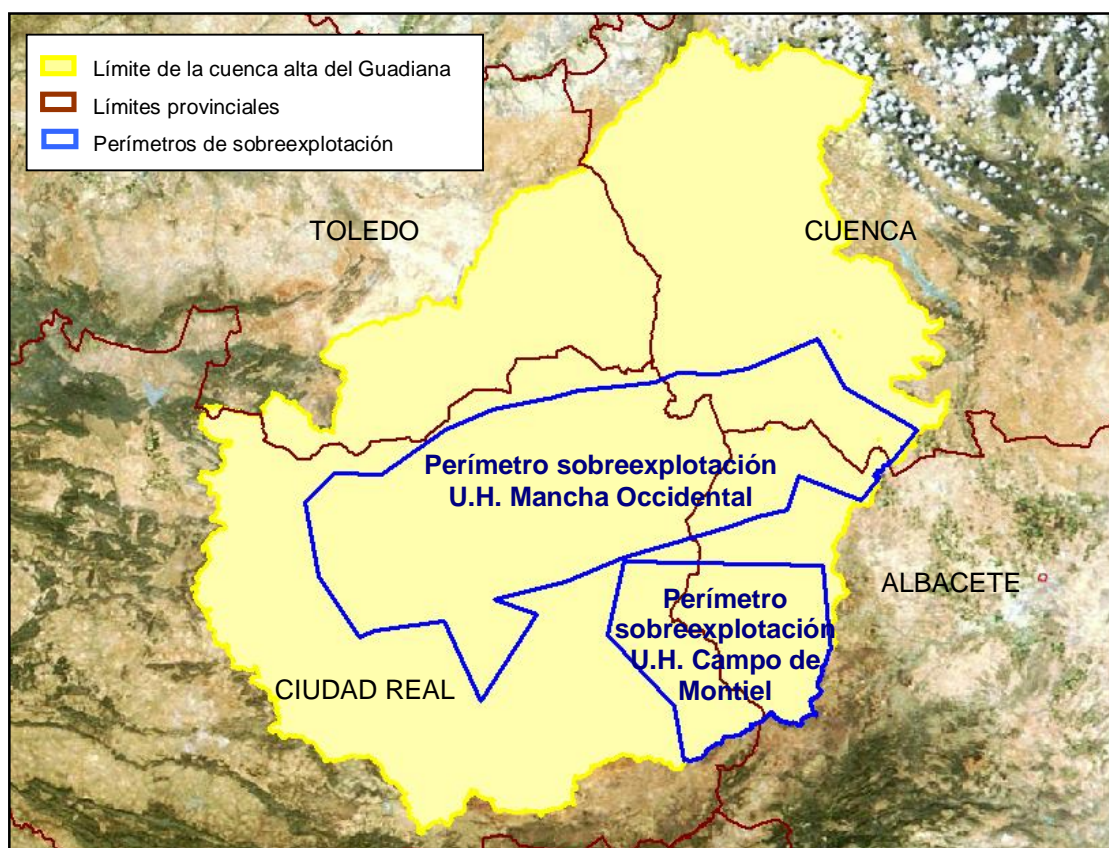 Límite de la cuenca alta del Guadiana
Límites provinciales
Perímetros de sobreexplotación
TOLEDO
CUENCA
Perímetro sobreexplotación
U.H. Mancha Occidental
ALBACETE
Perímetro
sobreexplotación
U.H. Campo de
Montiel
CIUDAD REAL